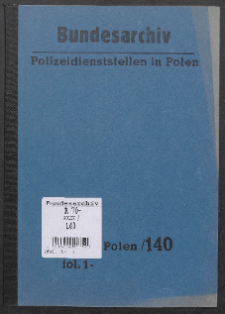 Bundesarchiv
Polizeidienststellen in Polen
Bundesarchiv
R 70-
POLEN /
140
Polen /140
fol. 1-